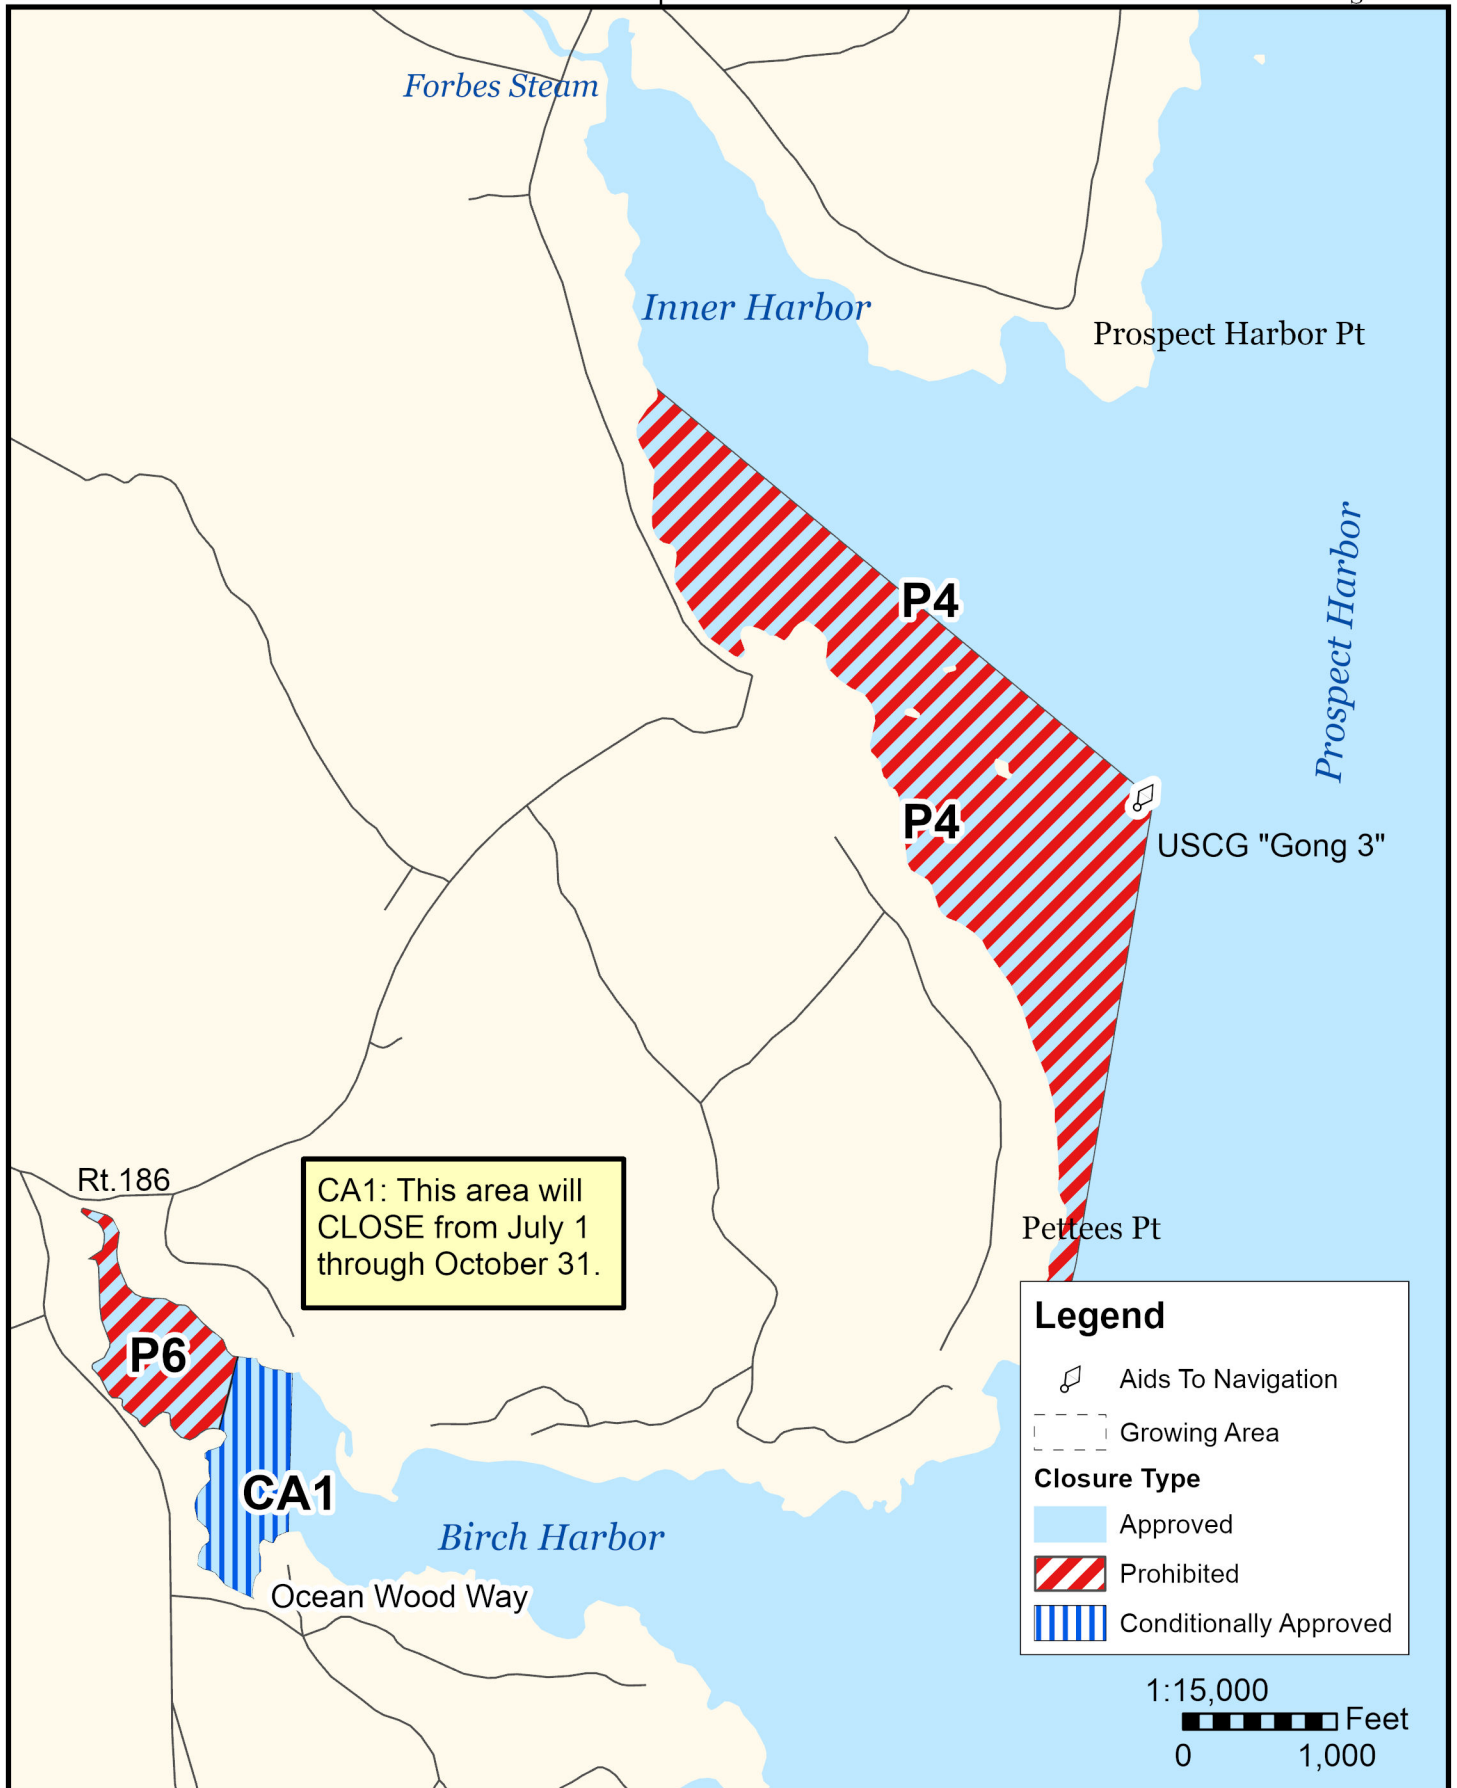 Forbes Steam
Inner Harbor
Prospect Harbor Pt
Prospect Harbor
P4
P4
USCG "Gong 3"
Rt.186
CA1: This area will
CLOSE from July 1
through October 31.
Pettees Pt
P6
CA1
Birch Harbor
Ocean Wood Way
Legend
Aids To Navigation
Growing Area
Closure Type
Approved
Prohibited
Conditionally Approved
1:15,000
Feet
0 1,000